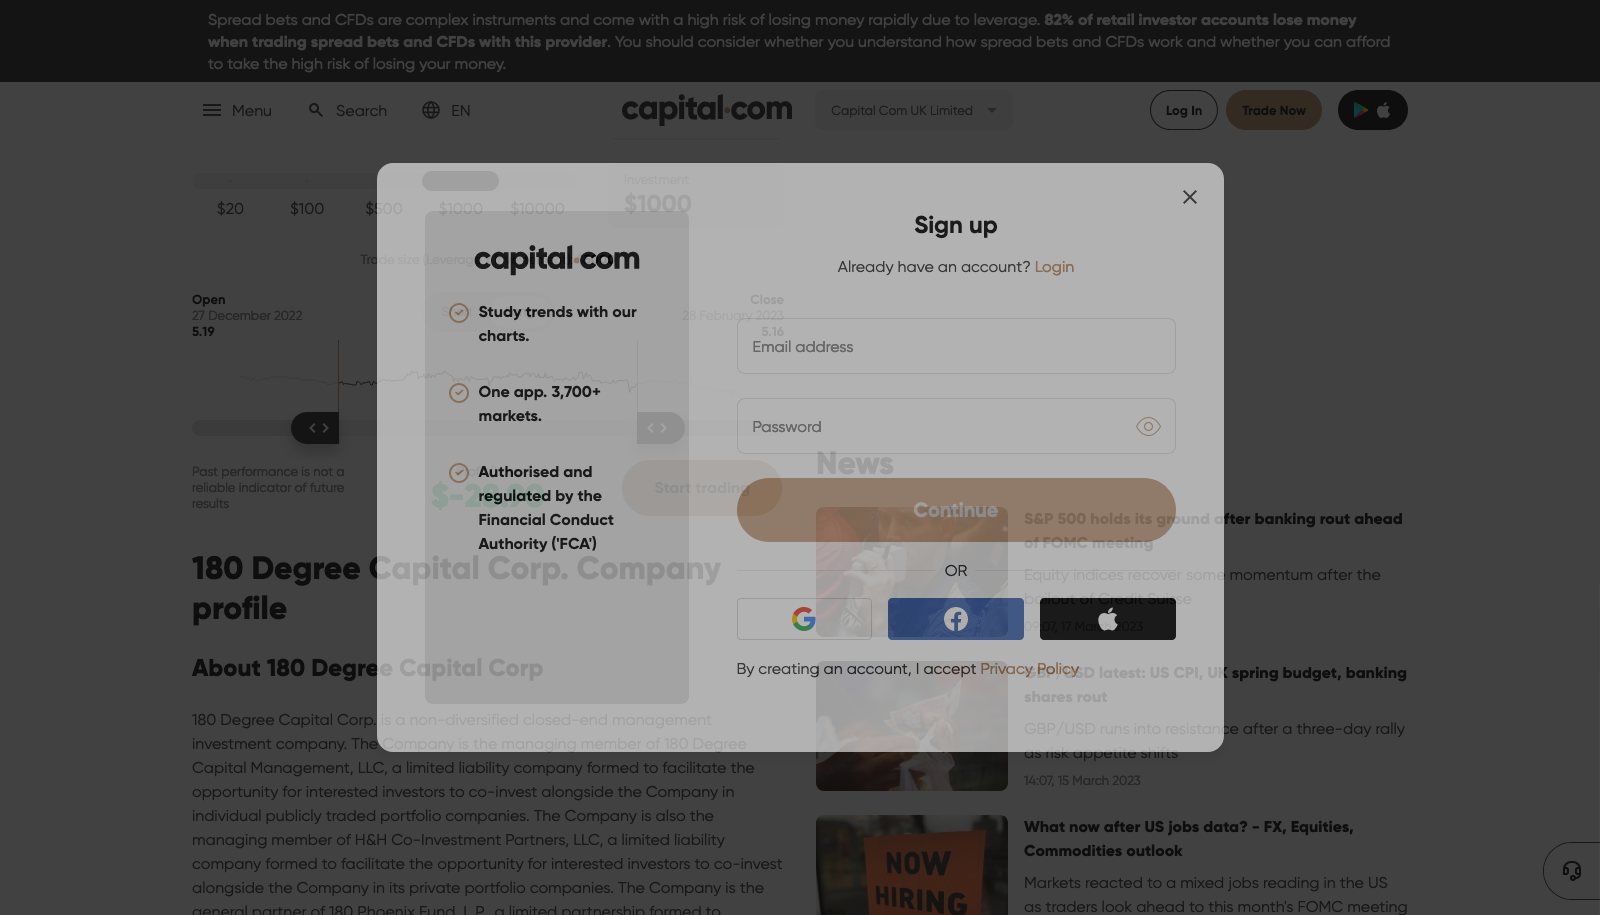 Spread bets and CFDs are complex instruments and come with a high risk of losing money rapidly due to leverage. 82% of retail investor accounts lose money
when trading spread bets and CFDs with this provider. You should consider whether you understand how spread bets and CFDs work and whether you can afford
to take the high risk of losing your money.
Menu
Search
EN
capital.com
Capital Com UK Limited
Log In
Trade Now
$20
$100
$500
$1000
$10000
Investment
$1000
Trade size (Leverage
Open
27 December 2022
5.19
Close
28 February 2023
5.16
Past performance is not a
reliable indicator of future
results
Start trading
180 Degree Capital Corp. Company
profile
About 180 Degree Capital Corp
180 Degree Capital Corp. is a non-diversified closed-end management
investment company. The Company is the managing member of 180 Degree
Capital Management, LLC, a limited liability company formed to facilitate the
opportunity for interested investors to co-invest alongside the Company in
individual publicly traded portfolio companies. The Company is also the
managing member of H&H Co-Investment Partners, LLC, a limited liability
company formed to facilitate the opportunity for interested investors to co-invest
alongside the Company in its private portfolio companies. The Company is the
general partner of 180 Phoenix Fund, L.P., a limited partnership formed to
capital.com
Study trends with our
charts.
One app. 3,700+
markets.
Authorised and
regulated by the
Financial Conduct
Authority ('FCA')
Sign up
Already have an account? Login
Email address
Password
Continue
OR
By creating an account, I accept Privacy Policy
News
S&P 500 holds its ground after banking rout ahead
of FOMC meeting
Equity indices recover some momentum after the
bailout of Credit Suisse
09:07, 17 March 2023
GBP/USD latest: US CPI, UK spring budget, banking
shares rout
GBP/USD runs into resistance after a three-day rally
as risk appetite shifts
14:07, 15 March 2023
What now after US jobs data? - FX, Equities,
Commodities outlook
Markets reacted to a mixed jobs reading in the US
as traders look ahead to this month's FOMC meeting
NOW
HIRING